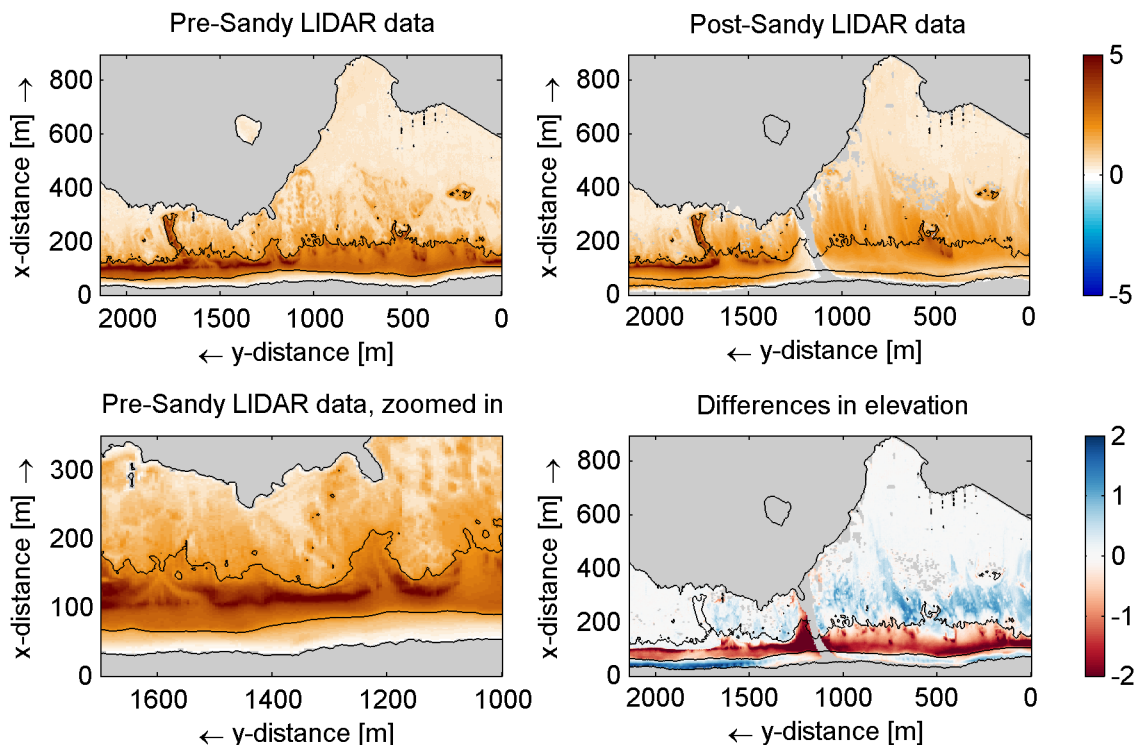 Pre-Sandy LIDAR data
Post-Sandy LIDAR data
x-distance [m] →
800
600
400
200
0
2000 1500 1000 500 0
← y-distance [m]
x-distance [m] →
800
600
400
200
0
2000 1500 1000 500 0
← y-distance [m]
5
0
-5
Pre-Sandy LIDAR data, zoomed in
Differences in elevation
x-distance [m] →
300
200
100
0
1600 1400 1200 1000
← y-distance [m]
x-distance [m] →
800
600
400
200
0
2000 1500 1000 500 0
← y-distance [m]
2
1
0
-1
-2